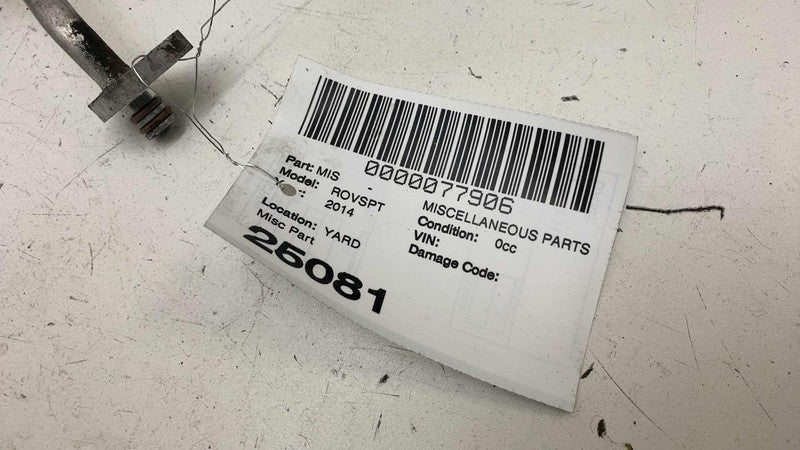 0000077906
Part: MIS - MISCELLANEOUS PARTS
Model: ROVSPT Condition: 0cc
2014 VIN:
Location: YARD Damage Code:
Misc Part
25081